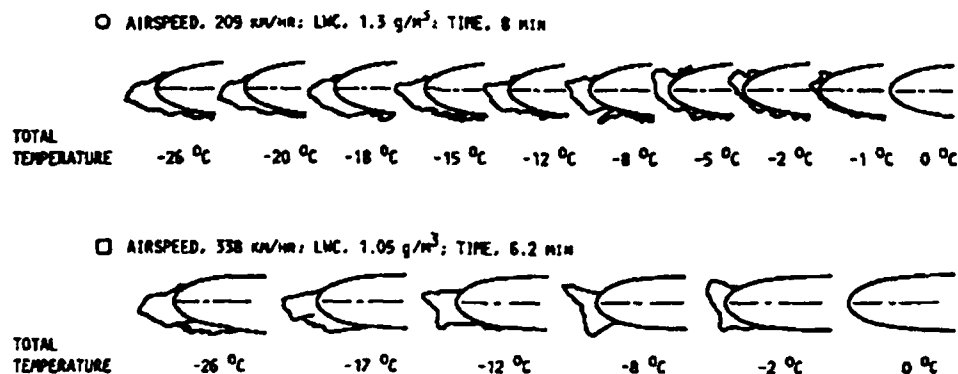 ○ AIRSPEED. 209 KM/HR; LWC. 1.3 g/M³; TIME. 8 MIN
TOTAL
TEMPERATURE -26 °C -20 °C -18 °C -15 °C -12 °C -8 °C -5 °C -2 °C -1 °C 0 °C
□ AIRSPEED. 338 KM/HR; LWC. 1.05 g/M³; TIME. 6.2 MIN
TOTAL
TEMPERATURE -26 °C -17 °C -12 °C -8 °C -2 °C 0 °C